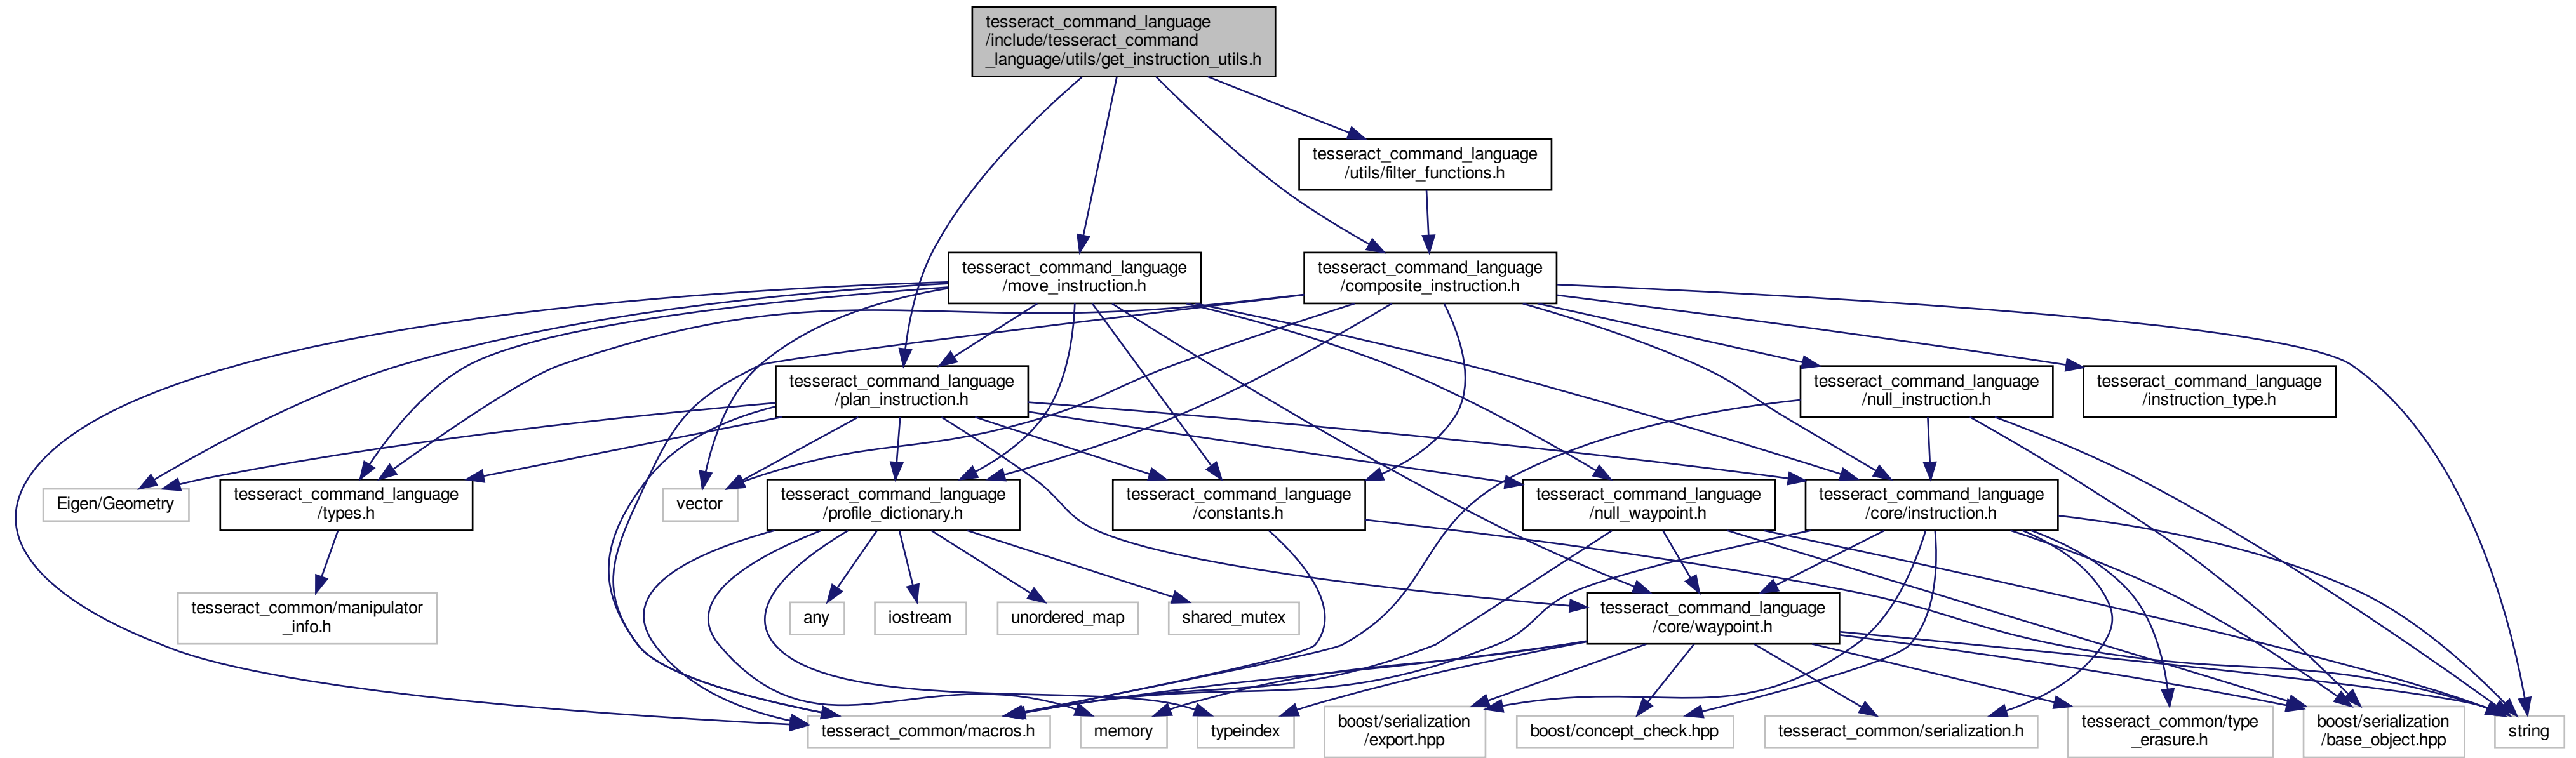 tesseract_command_language
/include/tesseract_command
_language/utils/get_instruction_utils.h
tesseract_command_language
/utils/filter_functions.h
tesseract_command_language
/move_instruction.h
tesseract_command_language
/composite_instruction.h
tesseract_command_language
/plan_instruction.h
tesseract_command_language
/null_instruction.h
tesseract_command_language
/instruction_type.h
Eigen/Geometry
tesseract_command_language
/types.h
vector
tesseract_command_language
/profile_dictionary.h
tesseract_command_language
/constants.h
tesseract_command_language
/null_waypoint.h
tesseract_command_language
/core/instruction.h
tesseract_common/manipulator
_info.h
any
iostream
unordered_map
shared_mutex
tesseract_command_language
/core/waypoint.h
tesseract_common/macros.h
memory
typeindex
boost/serialization
/export.hpp
boost/concept_check.hpp
tesseract_common/serialization.h
tesseract_common/type
_erasure.h
boost/serialization
/base_object.hpp
string